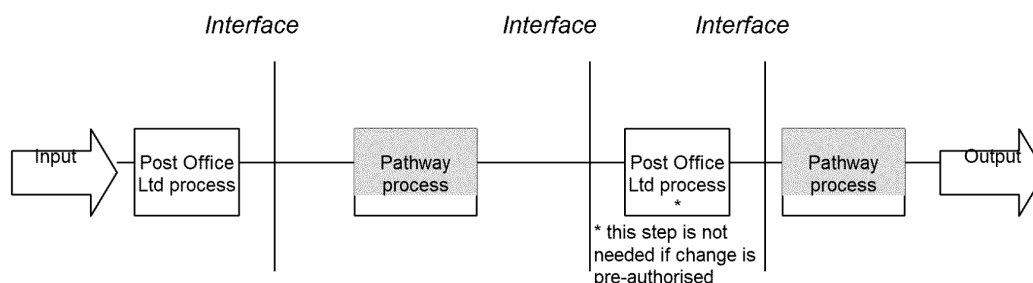 Interface
Interface
Interface
Input
Post Office
Ltd process
Pathway
process
Post Office
Ltd process
*
Pathway
process
Output
* this step is not
needed if change is
pre-authorised